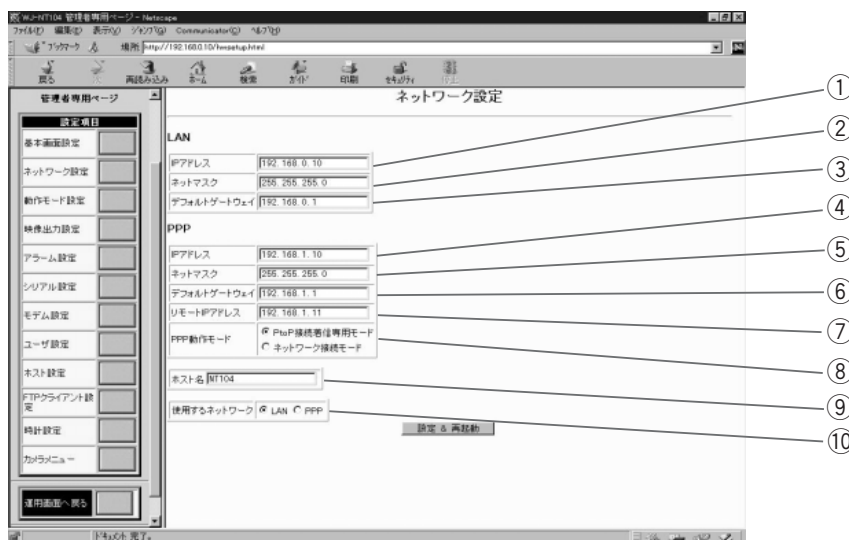 WJ-NT104 管理者専用ページ - Netscape
ファイル(F) 編集(E) 表示(V) ジャンプ(G) Communicator(C) ヘルプ(H)
ブックマーク 場所 http://192.168.0.10/hwsetup.html
戻る 再読み込み ホーム 検索 ガイド 印刷 セキュリティ 停止
管理者専用ページ
設定項目
基本画面設定
ネットワーク設定
動作モード設定
映像出力設定
アラーム設定
シリアル設定
モデム設定
ユーザ設定
ホスト設定
FTPクライアント設定
時計設定
カメラメニュー
運用画面へ戻る
ネットワーク設定
LAN
IPアドレス 192.168.0.10 ①
ネットマスク 255.255.255.0 ②
デフォルトゲートウェイ 192.168.0.1 ③
PPP
IPアドレス 192.168.1.10 ④
ネットマスク 255.255.255.0 ⑤
デフォルトゲートウェイ 192.168.1.1 ⑥
リモートIPアドレス 192.168.1.11 ⑦
PPP動作モード PtoP接続着信専用モード ⑧
ネットワーク接続モード
ホスト名 NT104 ⑨
使用するネットワーク LAN PPP ⑩
設定 & 再起動
ドキュメント 完了。